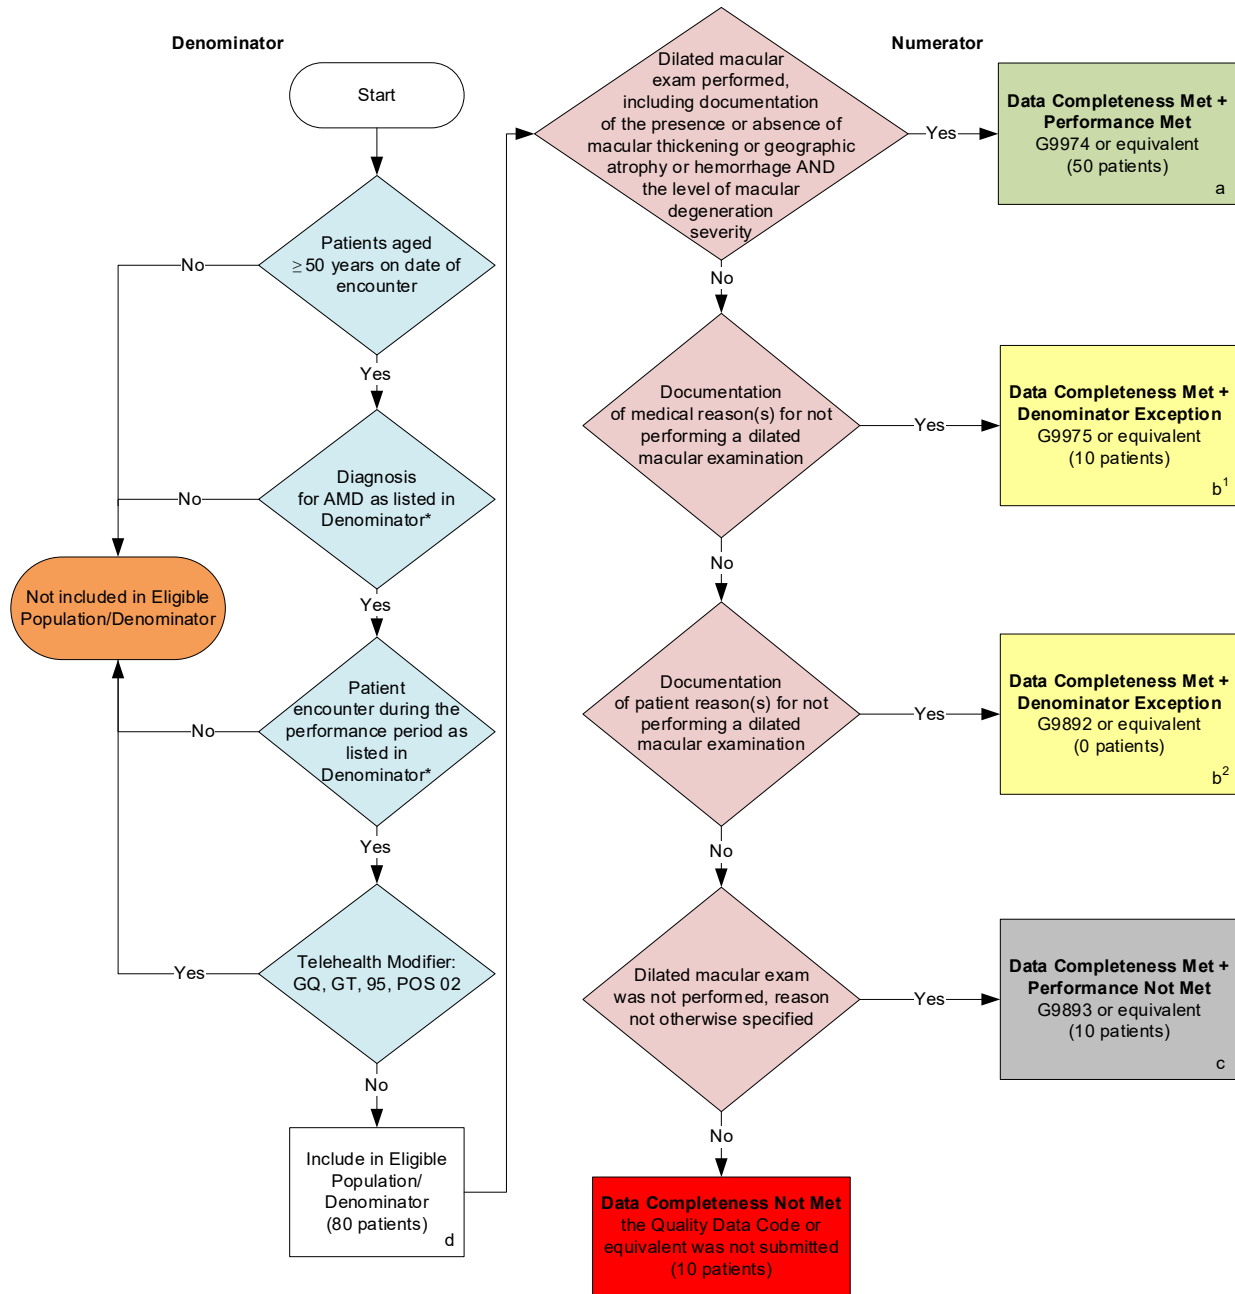 Denominator
Start
Patients aged
≥ 50 years on date of
encounter
No
Yes
Diagnosis
for AMD as listed in
Denominator*
No
Yes
Not included in Eligible
Population/Denominator
Patient
encounter during the
performance period as
listed in
Denominator*
No
Yes
Telehealth Modifier:
GQ, GT, 95, POS 02
Yes
No
Include in Eligible
Population/
Denominator
(80 patients)
d
Numerator
Dilated macular
exam performed,
including documentation
of the presence or absence of
macular thickening or geographic
atrophy or hemorrhage AND
the level of macular
degeneration
severity
Yes
Data Completeness Met +
Performance Met
G9974 or equivalent
(50 patients)
a
No
Documentation
of medical reason(s) for not
performing a dilated
macular examination
Yes
Data Completeness Met +
Denominator Exception
G9975 or equivalent
(10 patients)
b¹
No
Documentation
of patient reason(s) for not
performing a dilated
macular examination
Yes
Data Completeness Met +
Denominator Exception
G9892 or equivalent
(0 patients)
b²
No
Dilated macular exam
was not performed, reason
not otherwise specified
Yes
Data Completeness Met +
Performance Not Met
G9893 or equivalent
(10 patients)
c
No
Data Completeness Not Met
the Quality Data Code or
equivalent was not submitted
(10 patients)